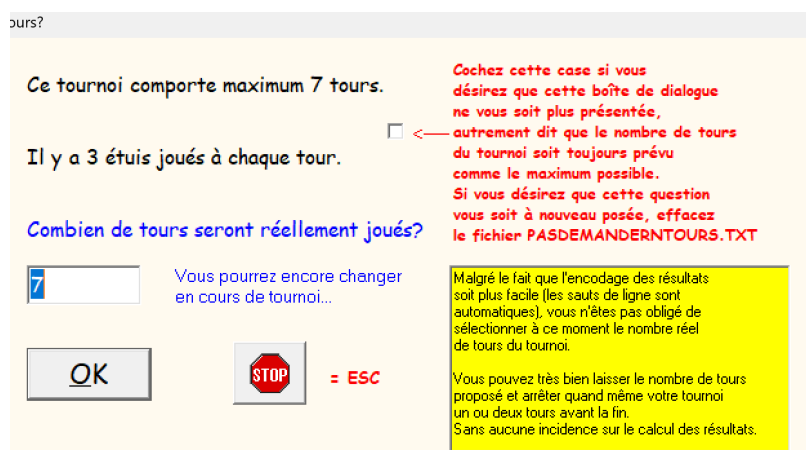 ours?
Ce tournoi comporte maximum 7 tours.
Il y a 3 étuis joués à chaque tour.
Cochez cette case si vous
désirez que cette boîte de dialogue
ne vous soit plus présentée,
autrement dit que le nombre de tours
du tournoi soit toujours prévu
comme le maximum possible.
Si vous désirez que cette question
vous soit à nouveau posée, effacez
le fichier PASDEMANDERNTOURS.TXT
Combien de tours seront réellement joués?
7
Vous pourrez encore changer
en cours de tournoi...
OK
STOP
= ESC
Malgré le fait que l'encodage des résultats
soit plus facile (les sauts de ligne sont
automatiques), vous n'êtes pas obligé de
sélectionner à ce moment le nombre réel
de tours du tournoi.
Vous pouvez très bien laisser le nombre de tours
proposé et arrêter quand même votre tournoi
un ou deux tours avant la fin.
Sans aucune incidence sur le calcul des résultats.